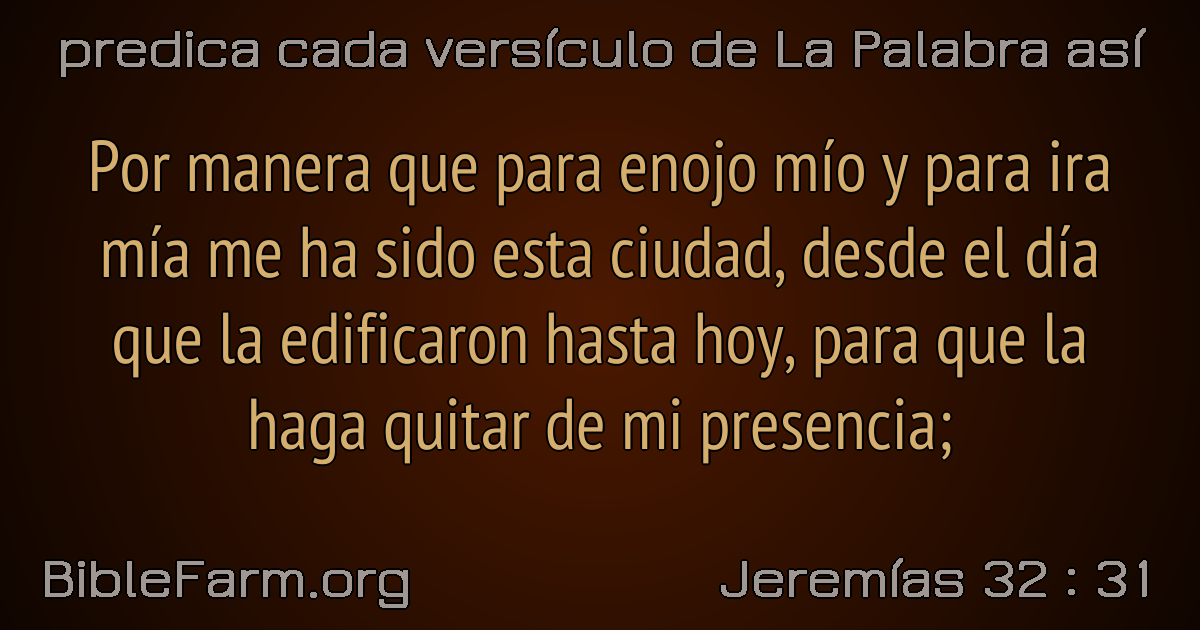 predica cada versículo de La Palabra así
Por manera que para enojo mío y para ira
mía me ha sido esta ciudad, desde el día
que la edificaron hasta hoy, para que la
haga quitar de mi presencia;
BibleFarm.org
Jeremías 32 : 31